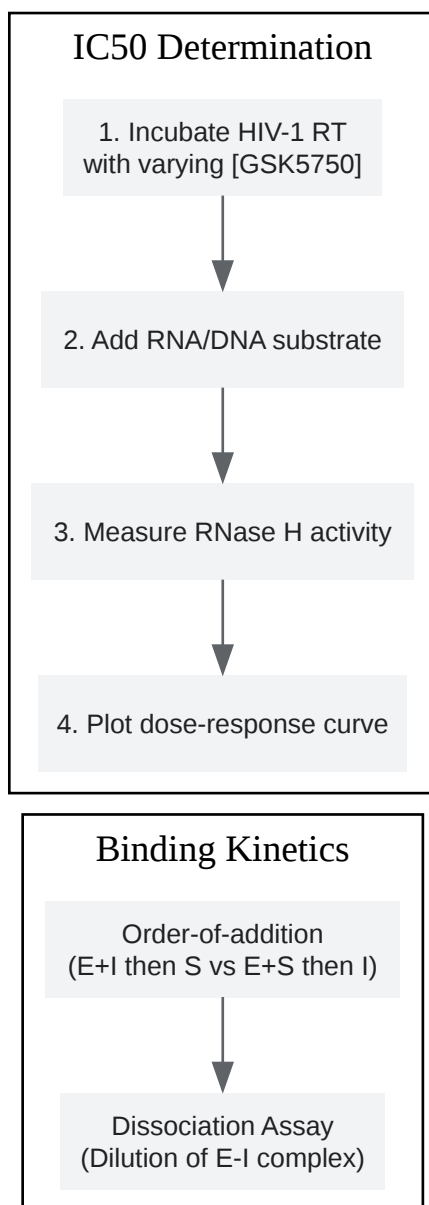 IC50 Determination
1. Incubate HIV-1 RT
with varying [GSK5750]
2. Add RNA/DNA substrate
3. Measure RNase H activity
4. Plot dose-response curve
Binding Kinetics
Order-of-addition
(E+I then S vs E+S then I)
Dissociation Assay
(Dilution of E-I complex)